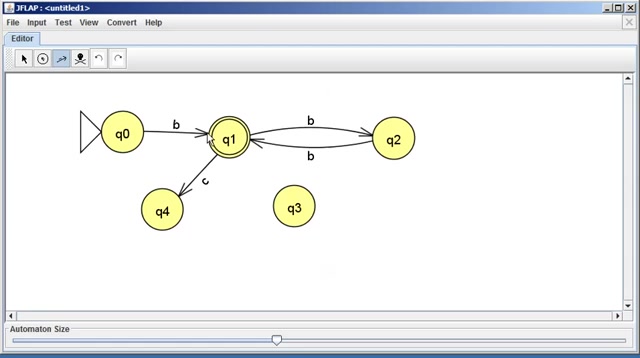 JFLAP : <untitled1>
File Input Test View Convert Help
Editor
q0 b q1 b q2
b
c
q4 q3
Automaton Size